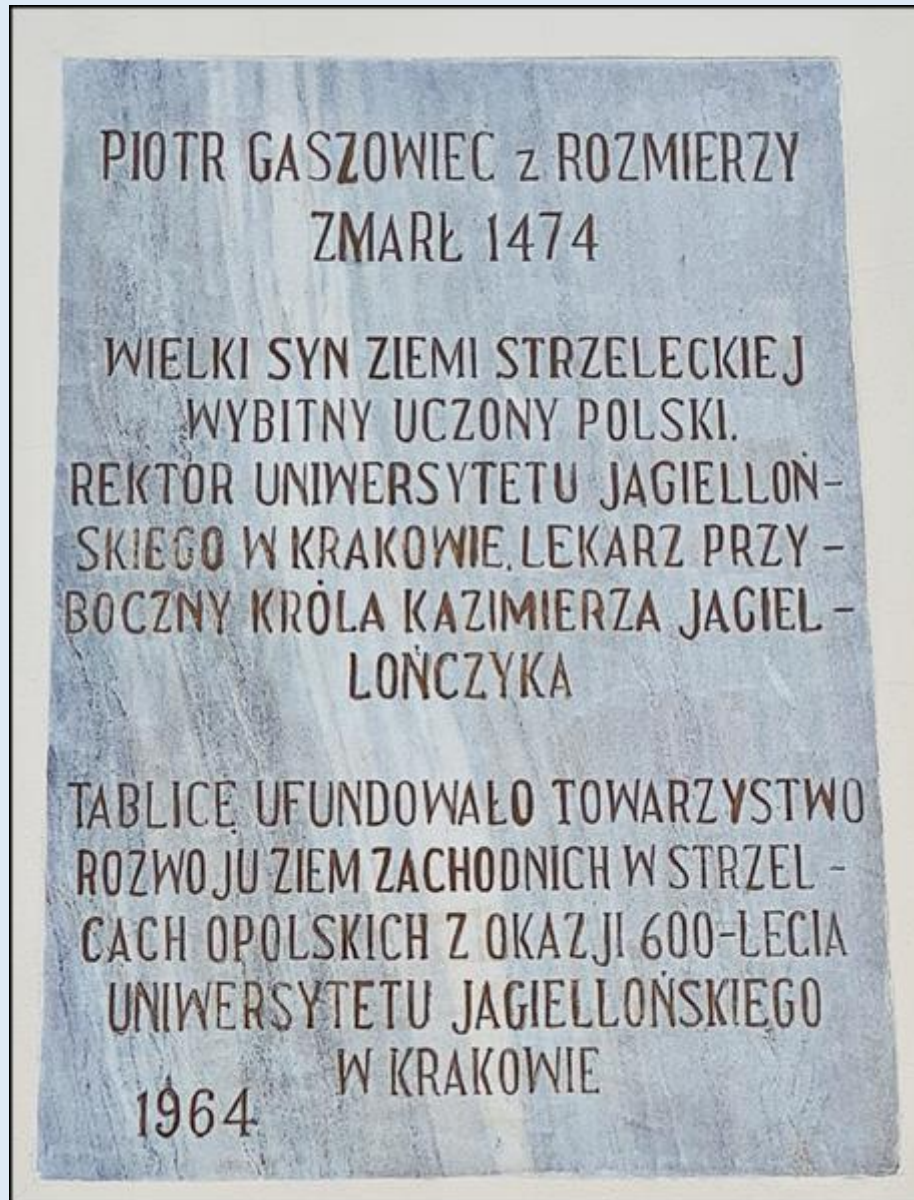 PIOTR GASZOWIEC z ROZMIERZY
ZMARŁ 1474
WIELKI SYN ZIEMI STRZELECKIEJ
WYBITNY UCZONY POLSKI.
REKTOR UNIWERSYTETU JAGIELLOŃ-
SKIEGO W KRAKOWIE, LEKARZ PRZY-
BOCZNY KRÓLA KAZIMIERZA JAGIEL-
LOŃCZYKA
TABLICĘ UFUNDOWAŁO TOWARZYSTWO
ROZWOJU ZIEM ZACHODNICH W STRZEL-
CACH OPOLSKICH Z OKAZJI 600-LECIA
UNIWERSYTETU JAGIELLOŃSKIEGO
W KRAKOWIE
1964